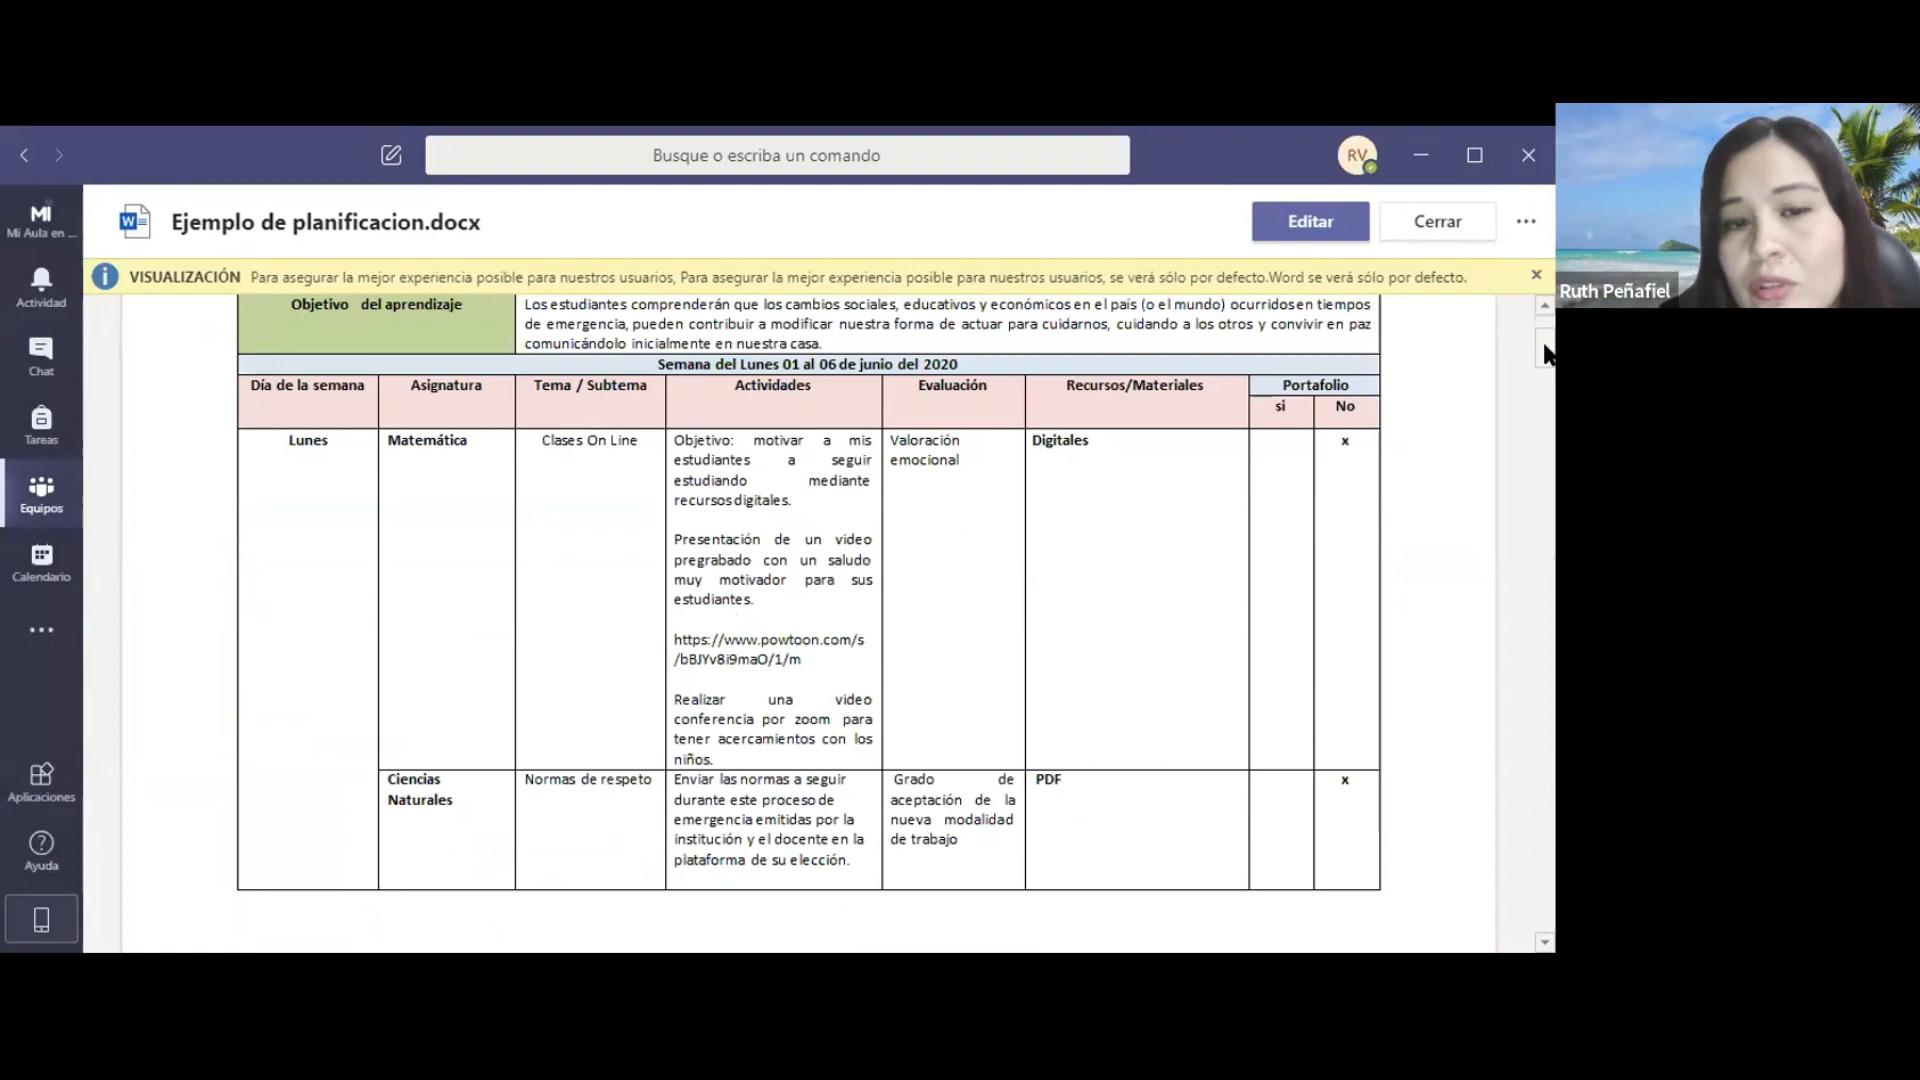 Busque o escriba un comando
RV
MI
Mi Aula en ...
Ejemplo de planificacion.docx
Editar
Cerrar
Ruth Peñafiel
VISUALIZACIÓN Para asegurar la mejor experiencia posible para nuestros usuarios, Para asegurar la mejor experiencia posible para nuestros usuarios, se verá sólo por defecto.Word se verá sólo por defecto.
Actividad
Chat
Tareas
Equipos
Calendario
Aplicaciones
Ayuda
Objetivo del aprendizaje
Los estudiantes comprenderán que los cambios sociales, educativos y económicos en el país (o el mundo) ocurridos en tiempos
de emergencia, pueden contribuir a modificar nuestra forma de actuar para cuidarnos, cuidando a los otros y convivir en paz
comunicándolo inicialmente en nuestra casa.
Semana del Lunes 01 al 06 de junio del 2020
Día de la semana
Asignatura
Tema / Subtema
Actividades
Evaluación
Recursos/Materiales
Portafolio
si
No
Lunes
Matemática
Clases On Line
Objetivo: motivar a mis
estudiantes a seguir
estudiando mediante
recursos digitales.
Presentación de un video
pregrabado con un saludo
muy motivador para sus
estudiantes.
https://www.powtoon.com/s
/bBJYv8i9maO/1/m
Realizar una video
conferencia por zoom para
tener acercamientos con los
niños.
Valoración
emocional
Digitales
x
Ciencias
Naturales
Normas de respeto
Enviar las normas a seguir
durante este proceso de
emergencia emitidas por la
institución y el docente en la
plataforma de su elección.
Grado de
aceptación de la
nueva modalidad
de trabajo
PDF
x